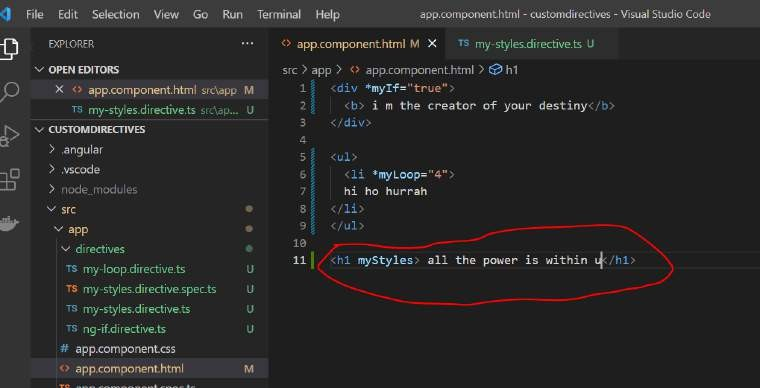 File Edit Selection View Go Run Terminal Help app.component.html - customdirectives - Visual Studio Code
EXPLORER ...
OPEN EDITORS
app.component.html src\app M
my-styles.directive.ts src\ap... U
CUSTOMDIRECTIVES
.angular
.vscode
node_modules
src
app
directives
TS my-loop.directive.ts U
TS my-styles.directive.spec.ts U
TS my-styles.directive.ts U
TS ng-if.directive.ts U
# app.component.css
<> app.component.html M
app.component.html M TS my-styles.directive.ts U
src > app > app.component.html > h1
1 <div *myIf="true">
2 <b> i m the creator of your destiny</b>
3 </div>
4
5 <ul>
6 <li *myLoop="4">
7 hi ho hurrah
8 </li>
9 </ul>
10
11 <h1 myStyles> all the power is within u</h1>